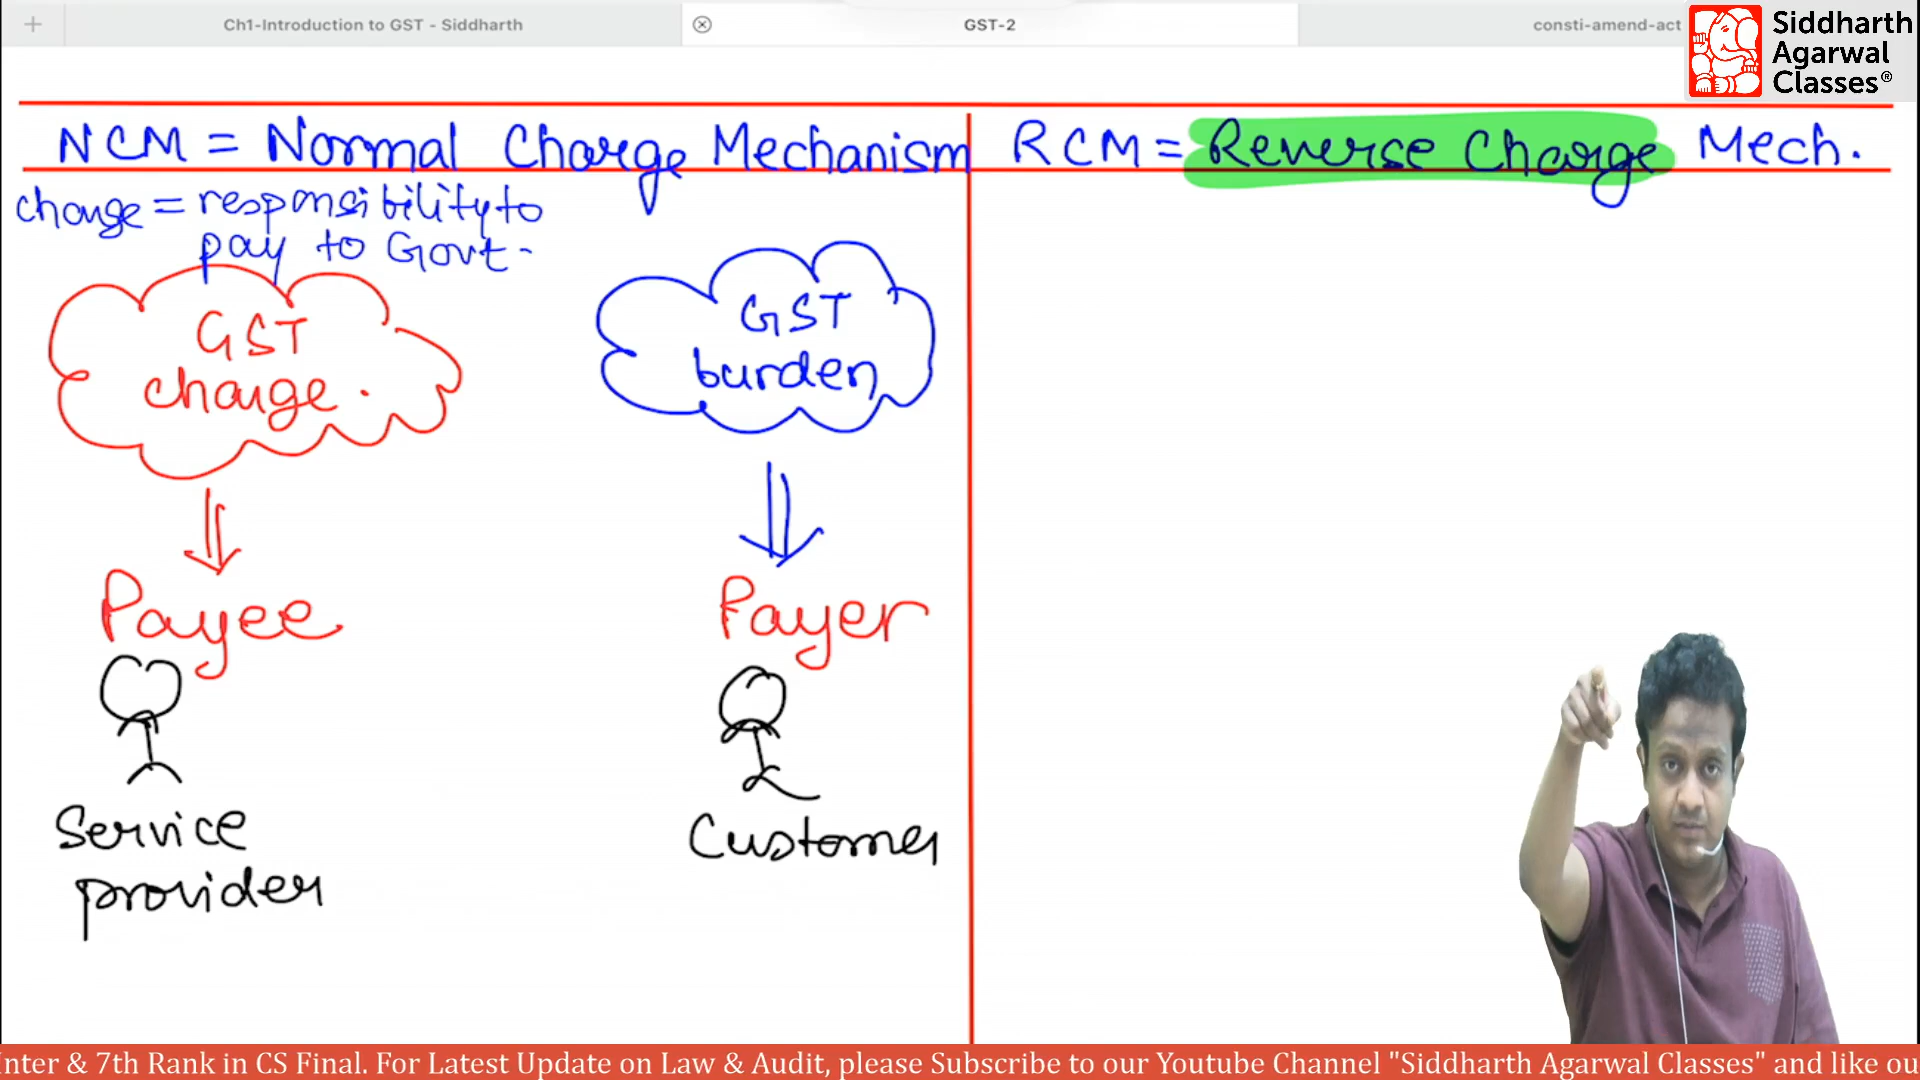 Ch1-Introduction to GST - Siddharth
GST-2
consti-amend-act
Siddharth
Agarwal
Classes®
NCM = Normal Charge Mechanism
RCM = Reverse Charge Mech.
charge = responsibility to
pay to Govt-
GST
charge.
GST
burden
Payee
Payer
Service
provider
Customer
nter & 7th Rank in CS Final. For Latest Update on Law & Audit, please Subscribe to our Youtube Channel "Siddharth Agarwal Classes" and like ou